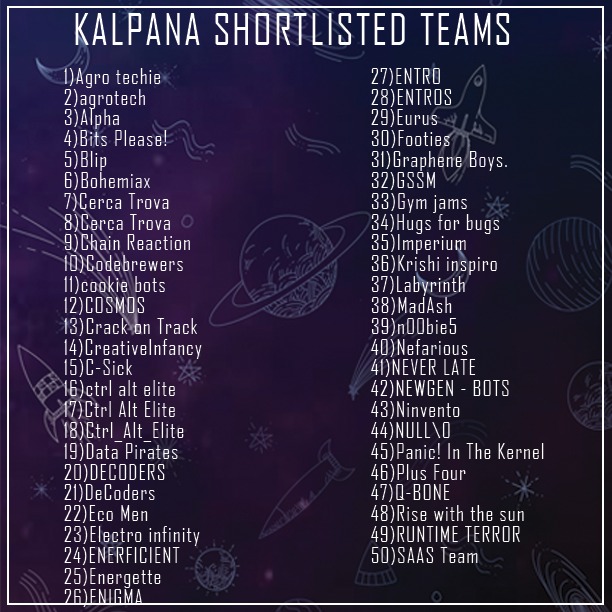 KALPANA SHORTLISTED TEAMS
1)Agro techie
2)agrotech
3)Alpha
4)Bits Please!
5)Blip
6)Bohemiax
7)Cerca Trova
8)Cerca Trova
9)Chain Reaction
10)Codebrewers
11)cookie bots
12)COSMOS
13)Crack on Track
14)CreativeInfancy
15)C-Sick
16)ctrl alt elite
17)Ctrl Alt Elite
18)Ctrl_Alt_Elite
19)Data Pirates
20)DECODERS
21)DeCoders
22)Eco Men
23)Electro infinity
24)ENERFICIENT
25)Energette
26)ENIGMA
27)ENTRO
28)ENTROS
29)Eurus
30)Footies
31)Graphene Boys.
32)GSSM
33)Gym jams
34)Hugs for bugs
35)Imperium
36)Krishi inspiro
37)Labyrinth
38)MadAsh
39)n00bie5
40)Nefarious
41)NEVER LATE
42)NEWGEN - BOTS
43)Ninvento
44)NULL\0
45)Panic! In The Kernel
46)Plus Four
47)Q-BONE
48)Rise with the sun
49)RUNTIME TERROR
50)SAAS Team